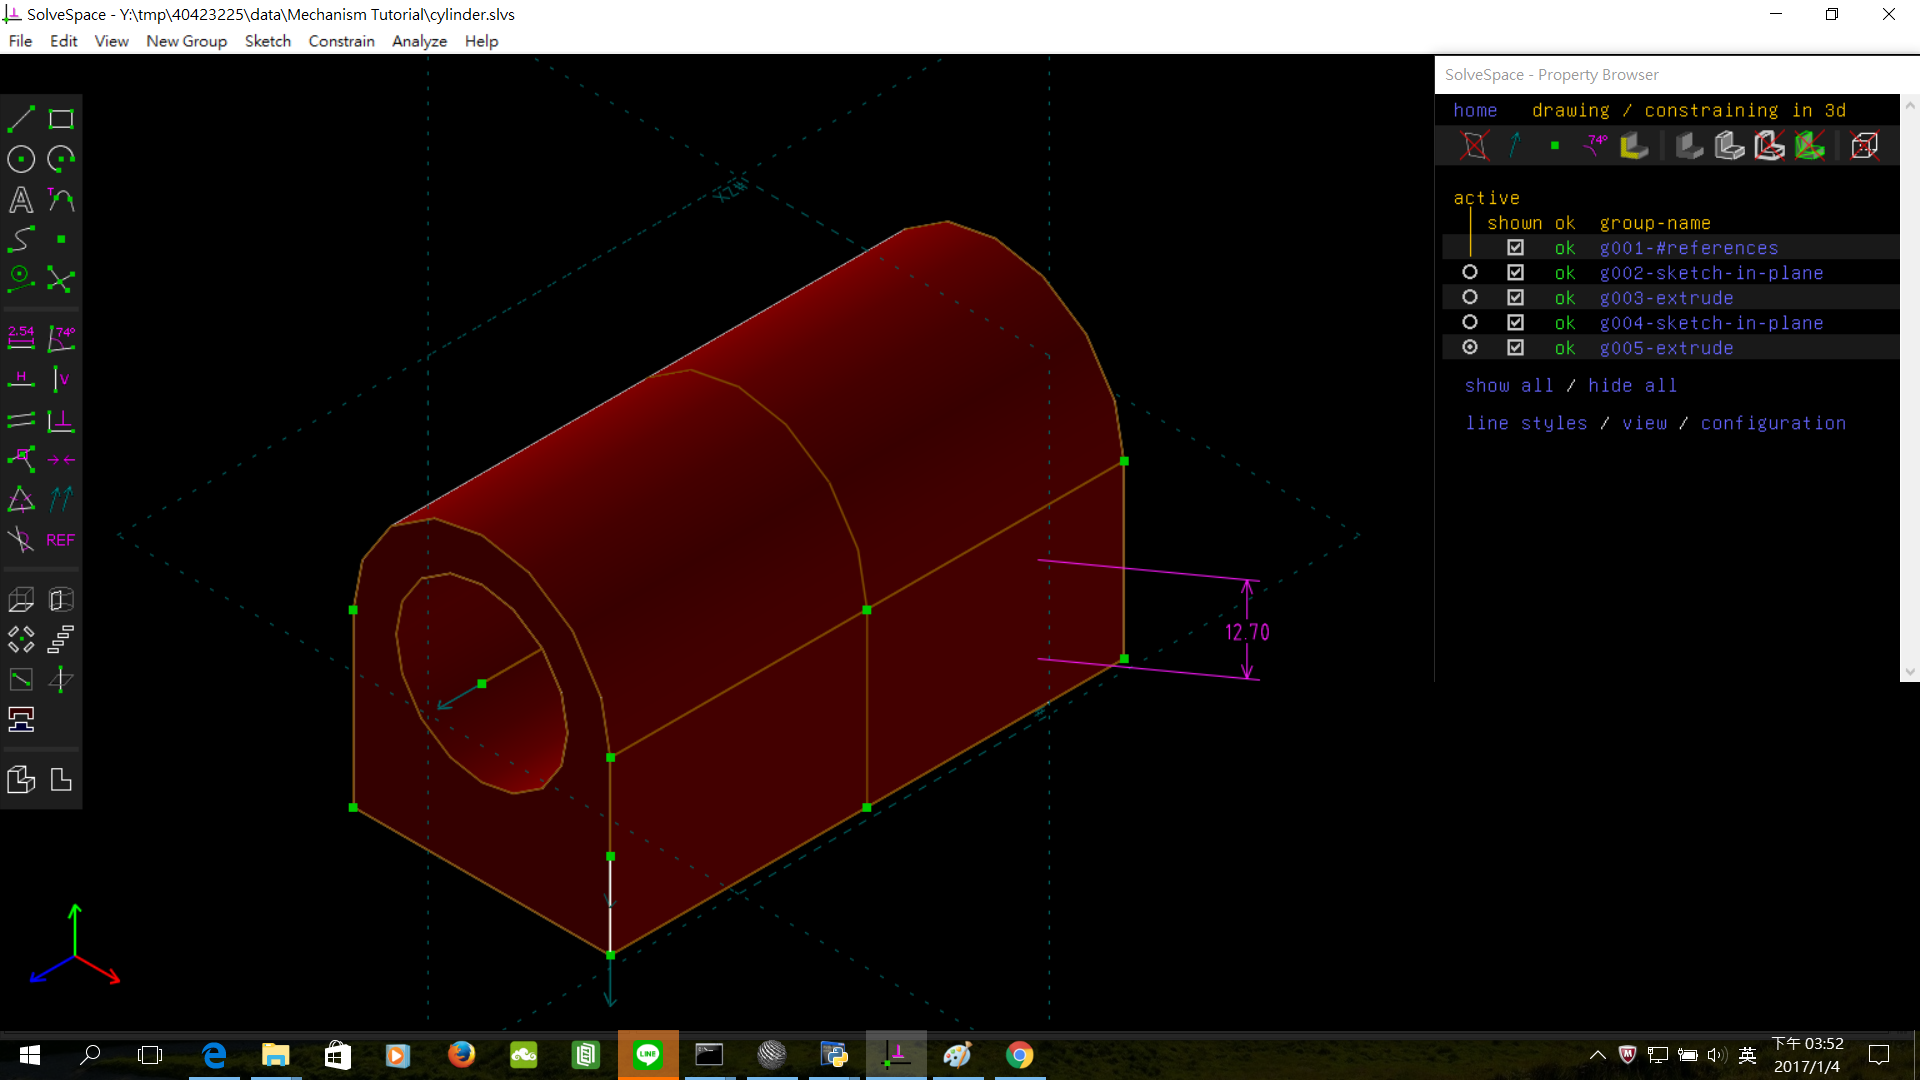 SolveSpace - Y:\tmp\40423225\data\Mechanism Tutorial\cylinder.slvs
File Edit View New Group Sketch Constrain Analyze Help
SolveSpace - Property Browser
home drawing / constraining in 3d
74°
active
shown ok group-name
ok g001-#references
ok g002-sketch-in-plane
ok g003-extrude
ok g004-sketch-in-plane
ok g005-extrude
show all / hide all
line styles / view / configuration
A T
2.54 74°
H V
REF
#XZ
12.70
LINE
英
下午 03:52
2017/1/4